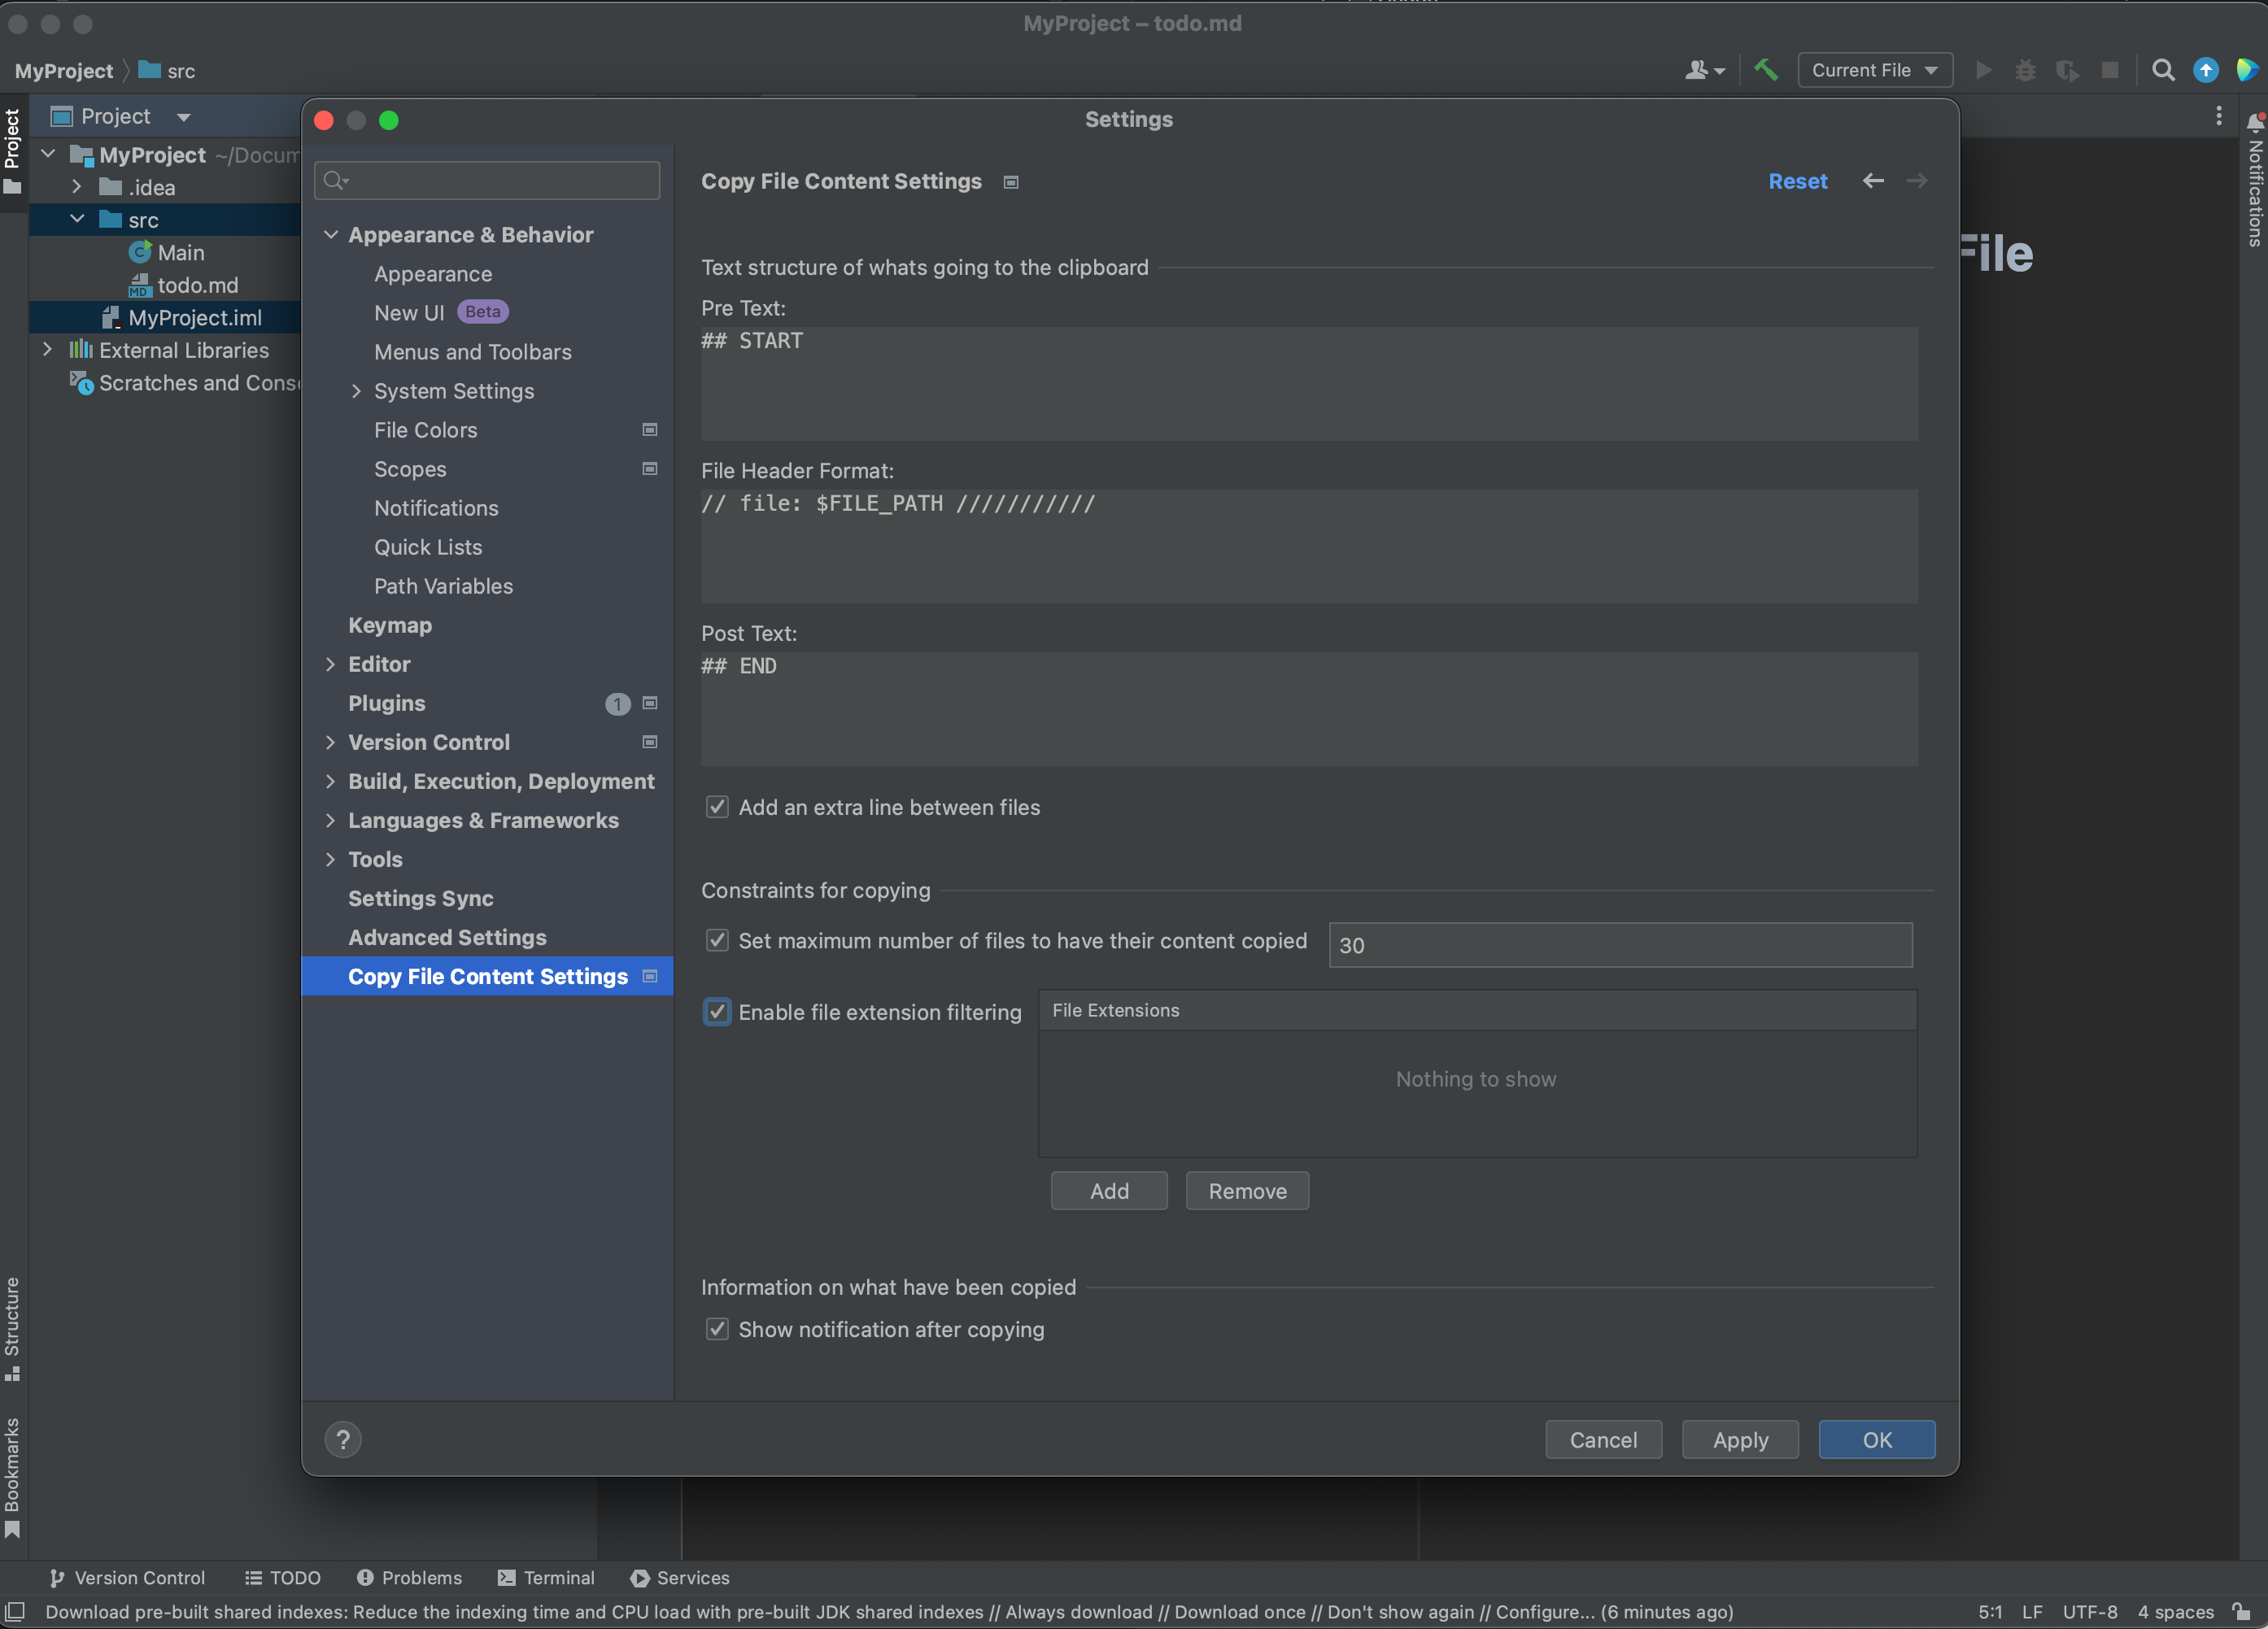 MyProject – todo.md
MyProject
src
Current File
Project
Project
MyProject ~/Docum
.idea
src
Main
todo.md
MyProject.iml
External Libraries
Scratches and Cons
Structure
Bookmarks
Settings
Appearance & Behavior
Appearance
New UI Beta
Menus and Toolbars
System Settings
File Colors
Scopes
Notifications
Quick Lists
Path Variables
Keymap
Editor
Plugins 1
Version Control
Build, Execution, Deployment
Languages & Frameworks
Tools
Settings Sync
Advanced Settings
Copy File Content Settings
Copy File Content Settings
Reset
Text structure of whats going to the clipboard
Pre Text:
## START
File Header Format:
// file: $FILE_PATH ///////////
Post Text:
## END
Add an extra line between files
Constraints for copying
Set maximum number of files to have their content copied 30
Enable file extension filtering
File Extensions
Nothing to show
Add Remove
Information on what have been copied
Show notification after copying
?
Cancel Apply OK
File
Notifications
Version Control TODO Problems Terminal Services
Download pre-built shared indexes: Reduce the indexing time and CPU load with pre-built JDK shared indexes // Always download // Download once // Don't show again // Configure... (6 minutes ago)
5:1 LF UTF-8 4 spaces